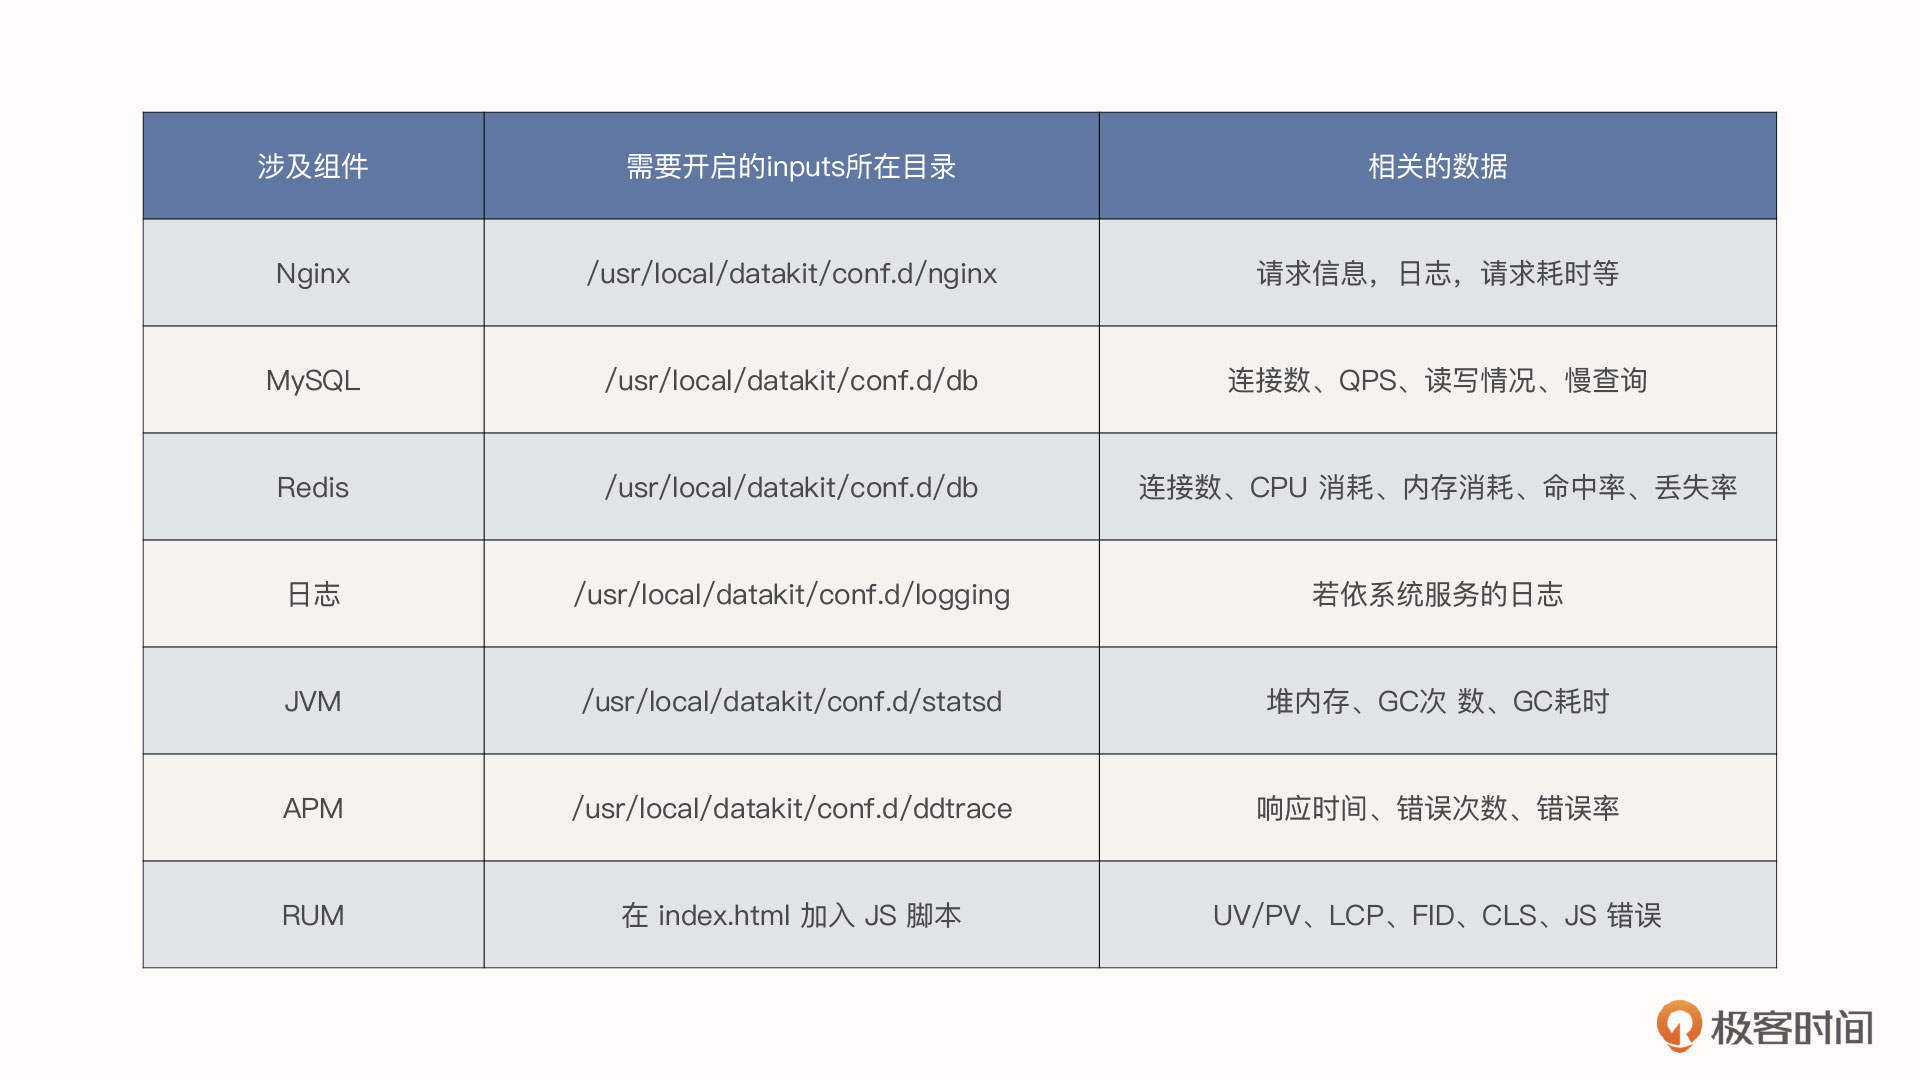 涉及组件 需要开启的inputs所在目录 相关的数据
Nginx /usr/local/datakit/conf.d/nginx 请求信息，日志，请求耗时等
MySQL /usr/local/datakit/conf.d/db 连接数、QPS、读写情况、慢查询
Redis /usr/local/datakit/conf.d/db 连接数、CPU 消耗、内存消耗、命中率、丢失率
日志 /usr/local/datakit/conf.d/logging 若依系统服务的日志
JVM /usr/local/datakit/conf.d/statsd 堆内存、GC次 数、GC耗时
APM /usr/local/datakit/conf.d/ddtrace 响应时间、错误次数、错误率
RUM 在 index.html 加入 JS 脚本 UV/PV、LCP、FID、CLS、JS 错误
极客时间